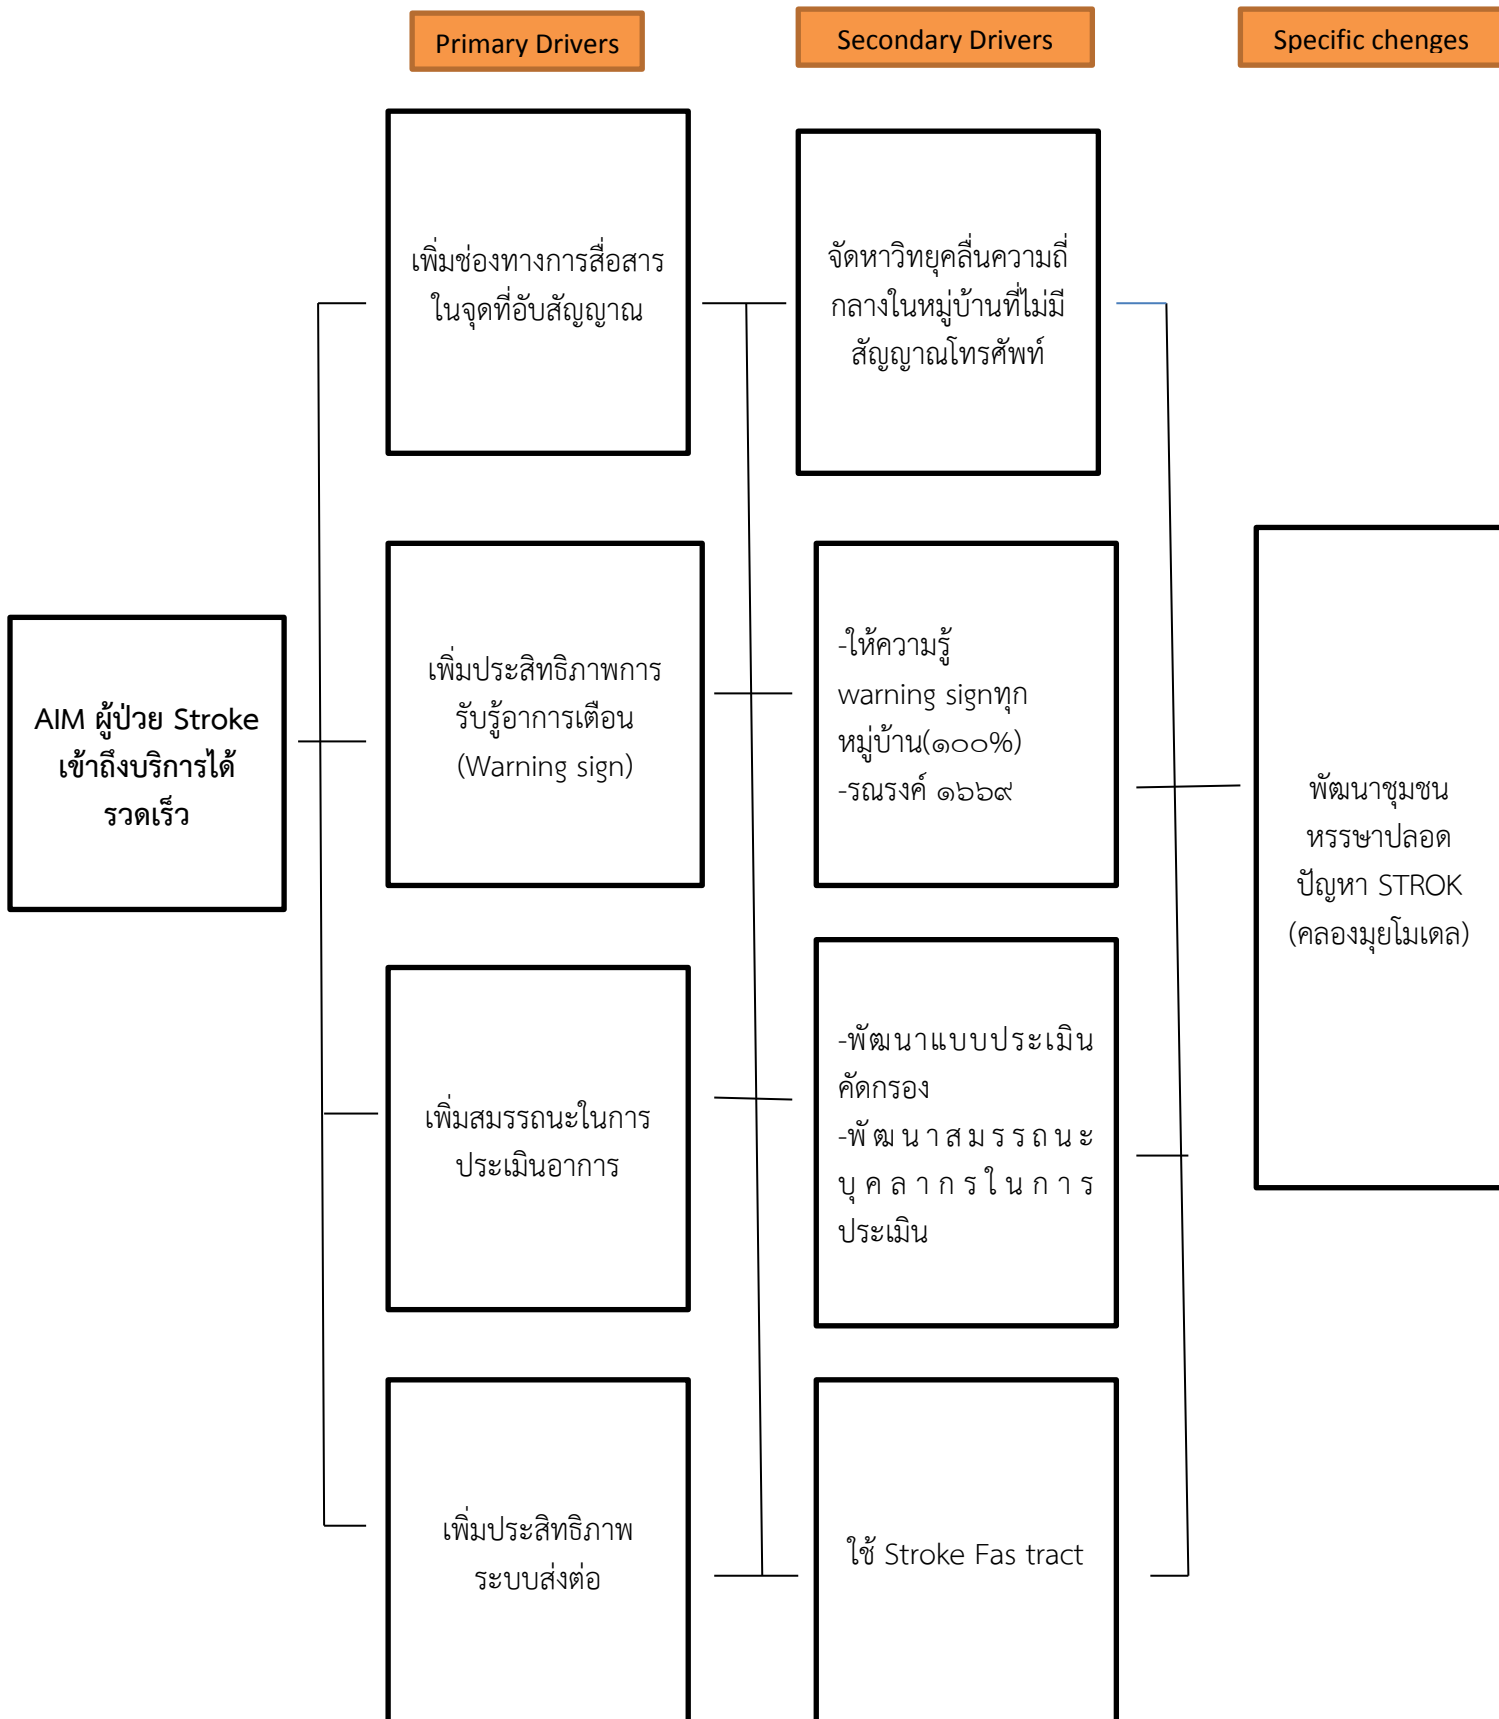 Primary Drivers
Secondary Drivers
Specific chenges
เพิ่มช่องทางการสื่อสาร
ในจุดที่อับสัญญาณ
จัดหาวิทยุคลื่นความถี่
กลางในหมู่บ้านที่ไม่มี
สัญญาณโทรศัพท์
AIM ผู้ป่วย Stroke
เข้าถึงบริการได้
รวดเร็ว
เพิ่มประสิทธิภาพการ
รับรู้อาการเตือน
(Warning sign)
-ให้ความรู้
warning signทุก
หมู่บ้าน(๑๐๐%)
-รณรงค์ ๑๖๖๙
พัฒนาชุมชน
หรรษาปลอด
ปัญหา STROK
(คลองมุยโมเดล)
เพิ่มสมรรถนะในการ
ประเมินอาการ
-พัฒนาแบบประเมิน
คัดกรอง
-พัฒนาสมรรถนะ
บุคลากรในการ
ประเมิน
เพิ่มประสิทธิภาพ
ระบบส่งต่อ
ใช้ Stroke Fas tract